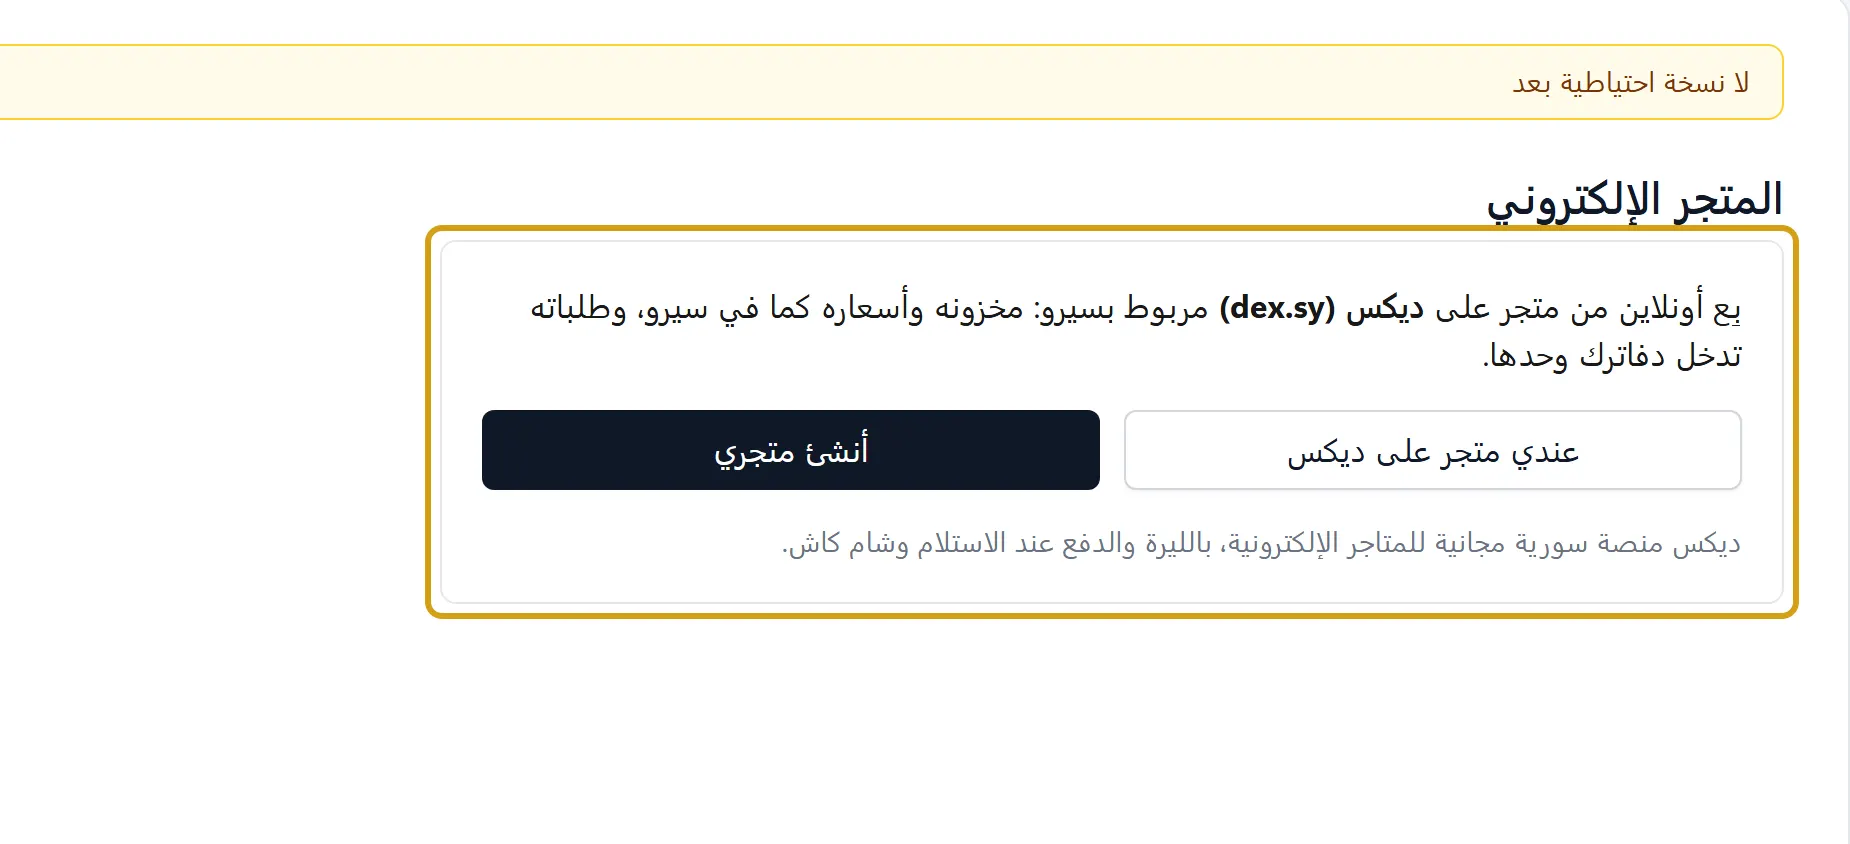 لا نسخة احتياطية بعد
المتجر الإلكتروني
بِع أونلاين من متجر على ديكس (dex.sy) مربوط بسيرو: مخزونه وأسعاره كما في سيرو، وطلباته
تدخل دفاترك وحدها.
عندي متجر على ديكس
أنشئ متجري
ديكس منصة سورية مجانية للمتاجر الإلكترونية، بالليرة والدفع عند الاستلام وشام كاش.